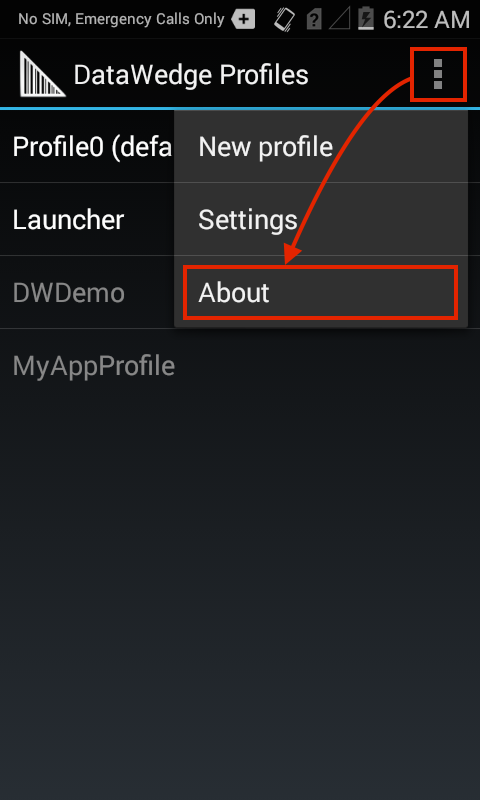 No SIM, Emergency Calls Only 6:22 AM
DataWedge Profiles
Profile0 (defa
New profile
Launcher
Settings
DWDemo
About
MyAppProfile